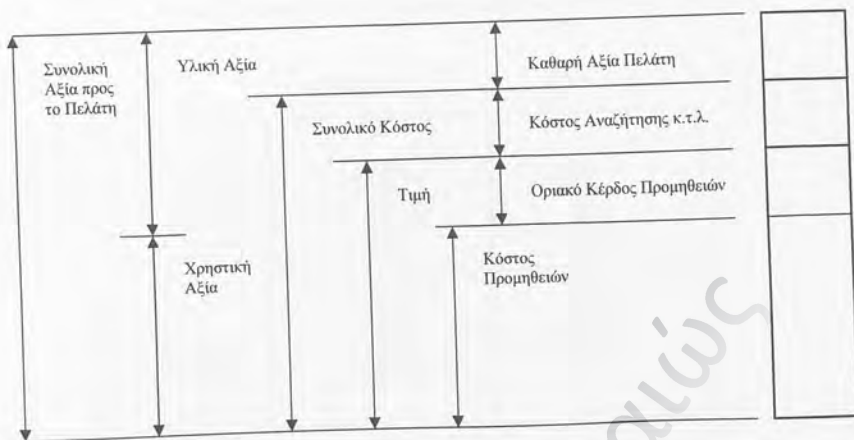 Συνολική
Αξία προς
το Πελάτη
Υλική Αξία
Καθαρή Αξία Πελάτη
Συνολικό Κόστος
Κόστος Αναζήτησης κ.τ.λ.
Τιμή
Οριακό Κέρδος Προμηθειών
Χρηστική
Αξία
Κόστος
Προμηθειών